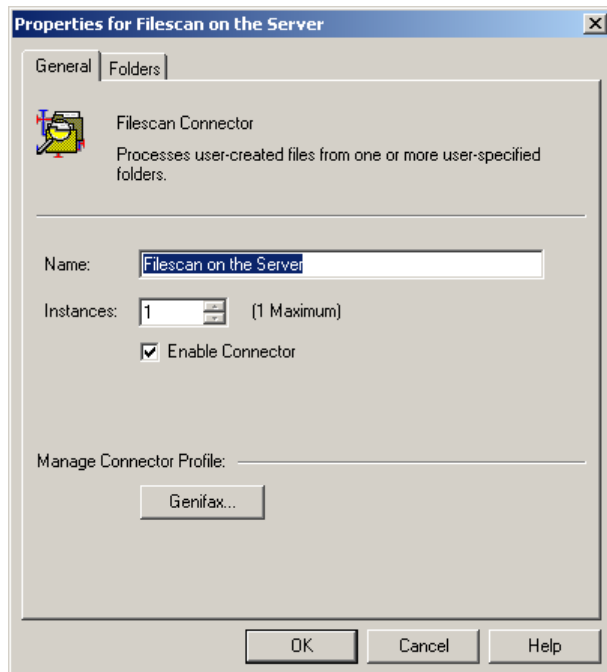 Properties for Filescan on the Server
General Folders
Filescan Connector
Processes user-created files from one or more user-specified
folders.
Name: Filescan on the Server
Instances: 1 (1 Maximum)
Enable Connector
Manage Connector Profile:
Genifax...
OK Cancel Help